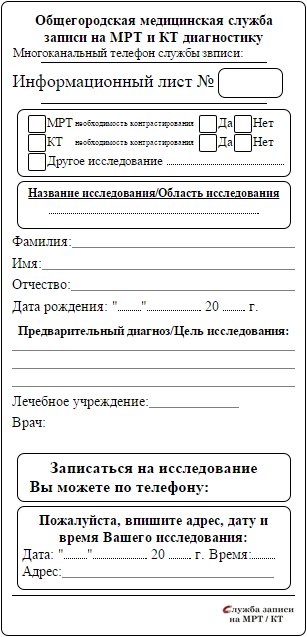 Общегородская медицинская служба
записи на МРТ и КТ диагностику
Многоканальный телефон службы звписи:
Информационный лист №
МРТ необходимость контрастирования Да Нет
КТ необходимость контрастирования Да Нет
Другое исследование
Название исследования/Область исследования
Фамилия:
Имя:
Отчество:
Дата рождения: "........"................ 20 ....... г.
Предварительный диагноз/Цель исследования:
Лечебное учреждение:
Врач:
Записаться на исследование
Вы можете по телефону:
Пожалуйста, впишите адрес, дату и
время Вашего исследования:
Дата: "......."................ 20 ....... г. Время:.......
Адрес:
Служба записи
на МРТ / КТ